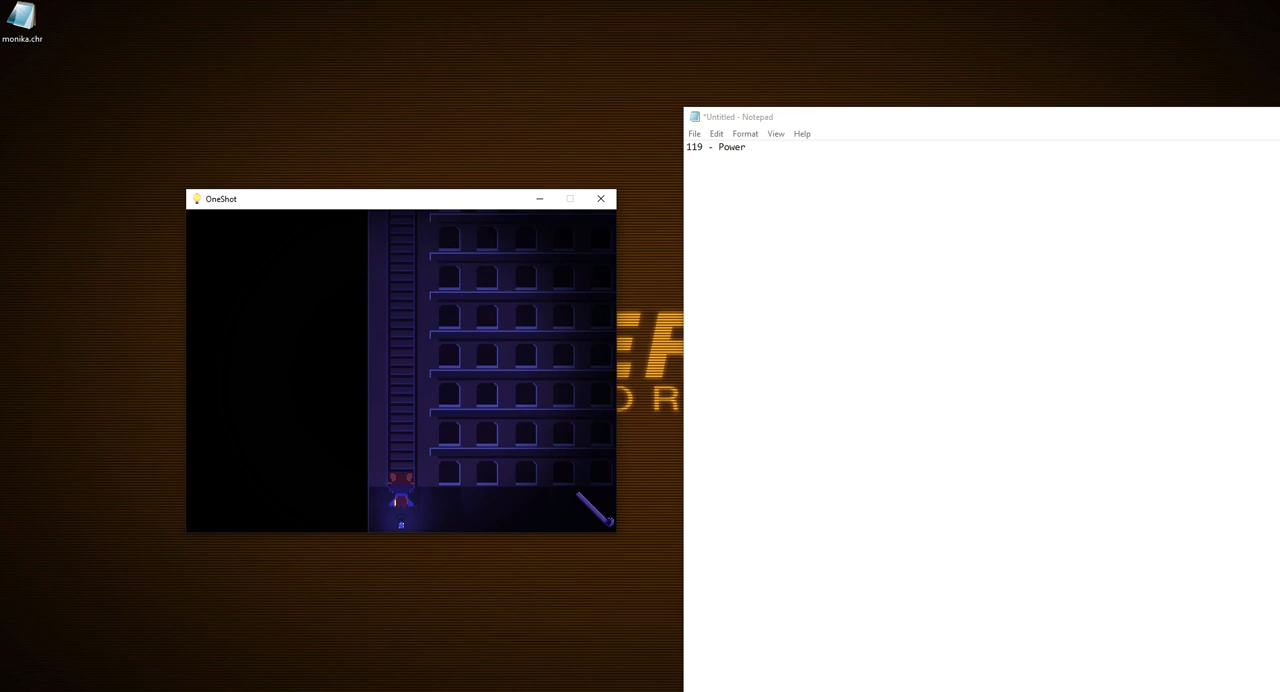 monika.chr
*Untitled - Notepad
File Edit Format View Help
119 - Power
OneShot